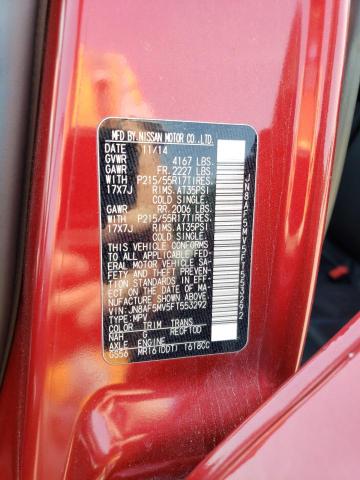 MFD. BY NISSAN MOTOR CO., LTD.
DATE 11/14
GVWR 4167 LBS.
GAWR FR. 2227 LBS.
WITH P215/55R17TIRES
17X7J RIMS. AT35PSI
COLD SINGLE.
GAWR RR. 2006 LBS.
WITH P215/55R17TIRES
17X7J RIMS. AT35PSI
COLD SINGLE.
THIS VEHICLE CONFORMS
TO ALL APPLICABLE FED-
ERAL MOTOR VEHICLE SA-
FETY AND THEFT PREVEN-
TION STANDARDS IN EFF-
ECT ON THE DATE OF MA-
NUFACTURE SHOWN ABOVE.
VIN:JN8AF5MV5FT553292
TYPE:MPV
COLOR TRIM TRANS
NAH G RE0F10D
AXLE ENGINE
GS56 MR16(DDT) 1618CC
JN8AF5MV5FT553292